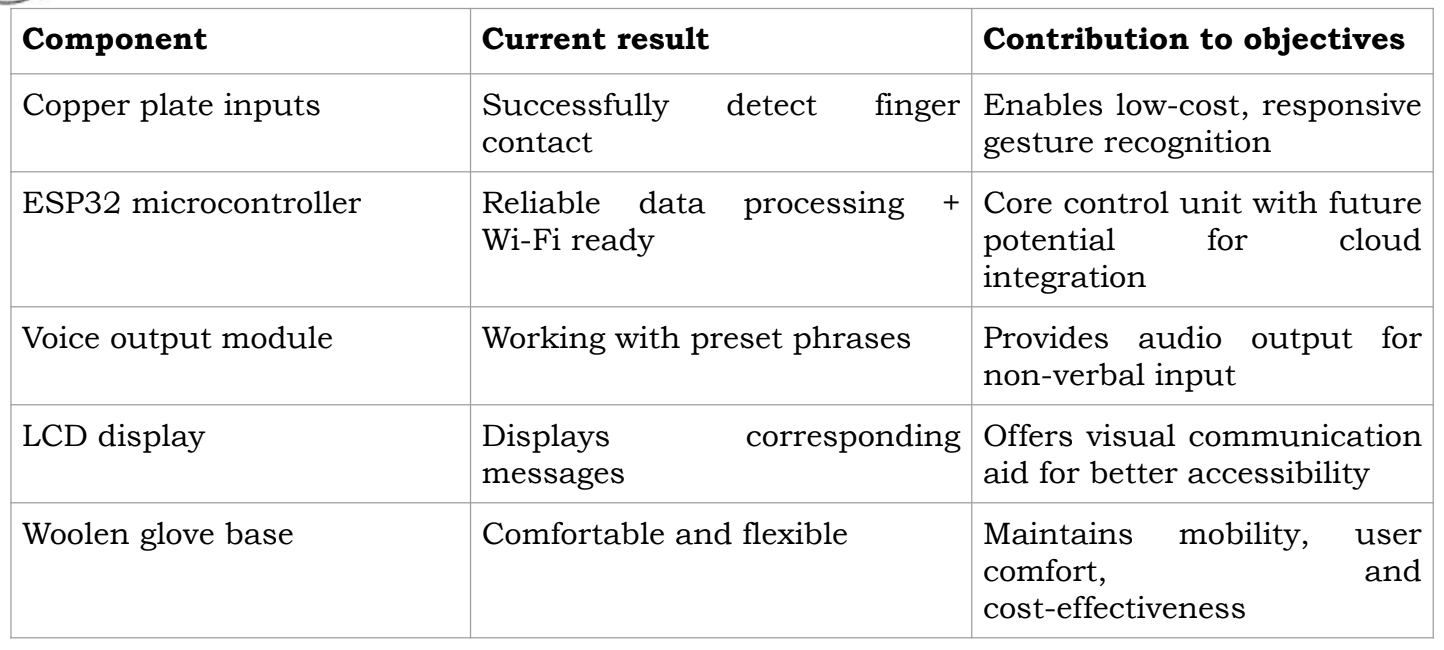 Component Current result Contribution to objectives
Copper plate inputs Successfully detect finger contact Enables low-cost, responsive gesture recognition
ESP32 microcontroller Reliable data processing + Wi-Fi ready Core control unit with future potential for cloud integration
Voice output module Working with preset phrases Provides audio output for non-verbal input
LCD display Displays corresponding messages Offers visual communication aid for better accessibility
Woolen glove base Comfortable and flexible Maintains mobility, user comfort, and cost-effectiveness